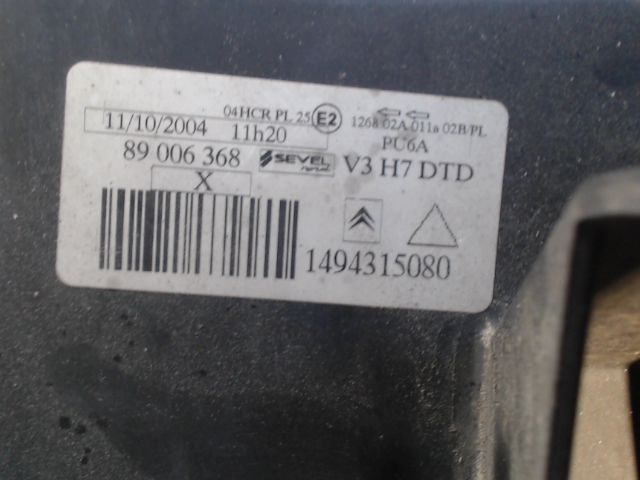 04HCR PL 25 E2 1268 02A 011a 02B/PL
11/10/2004 11h20 PU6A
89 006 368 SEVEL V3 H7 DTD
X
1494315080